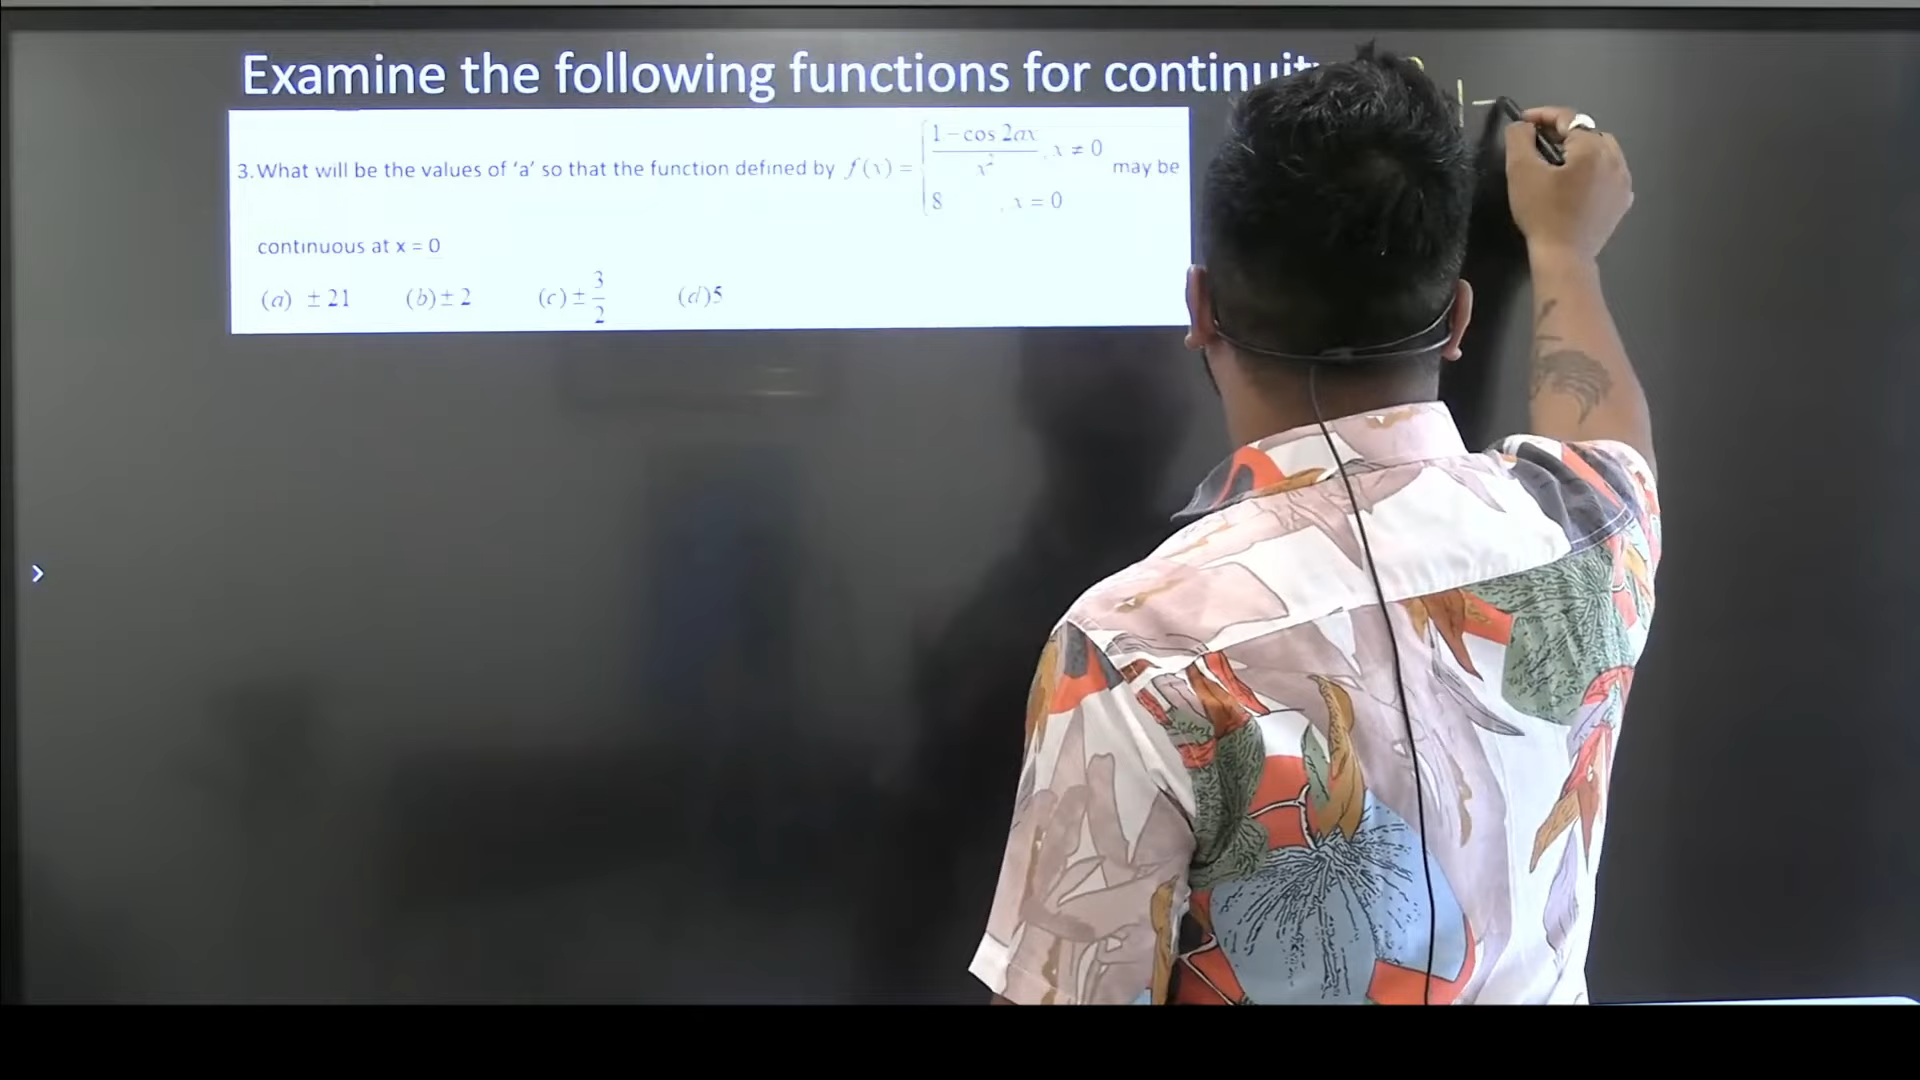 Examine the following functions for
3.What will be the values of ‘a’ so that the function defined by f(x) = { (1−cos 2ax)/x² , x ≠ 0 may be
8 , x = 0
continuous at x = 0
(a) ± 21 (b) ± 2 (c) ± 3/2 (d)5